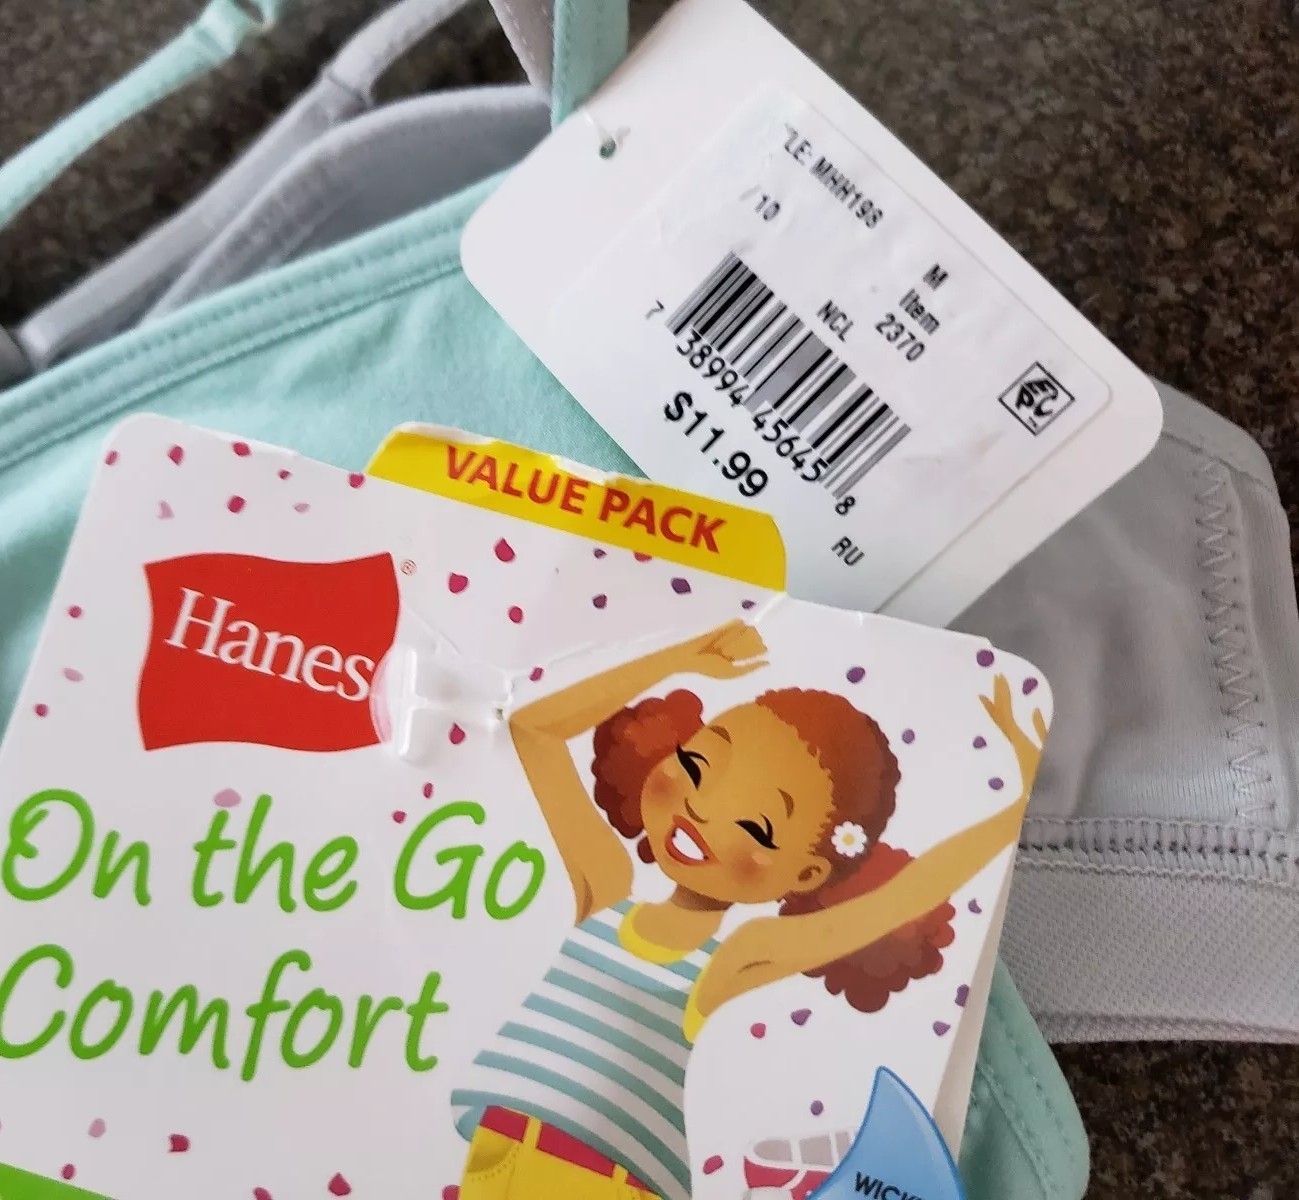 ZE: MHH198
/10
M
Item
2370
NCL
7 38994 45645 8
$11.99
RU
VALUE PACK
Hanes®
On the Go
Comfort